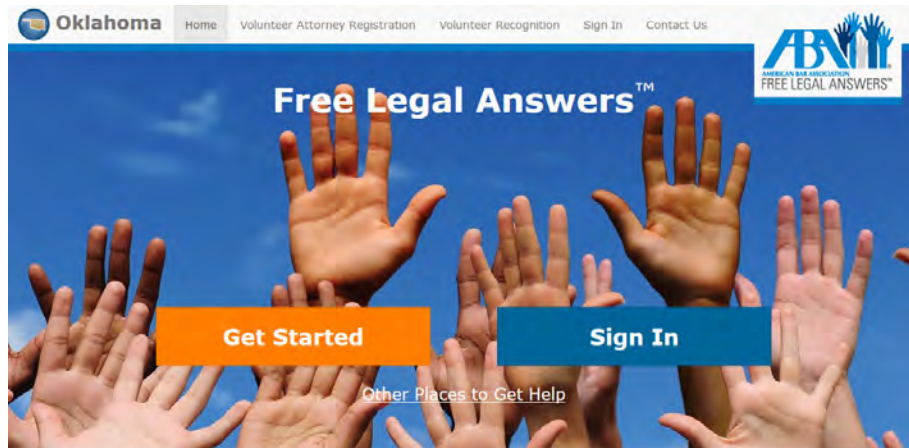 Oklahoma Home Volunteer Attorney Registration Volunteer Recognition Sign In Contact Us
ABA
AMERICAN BAR ASSOCIATION
FREE LEGAL ANSWERS™
Free Legal Answers™
Get Started Sign In
Other Places to Get Help